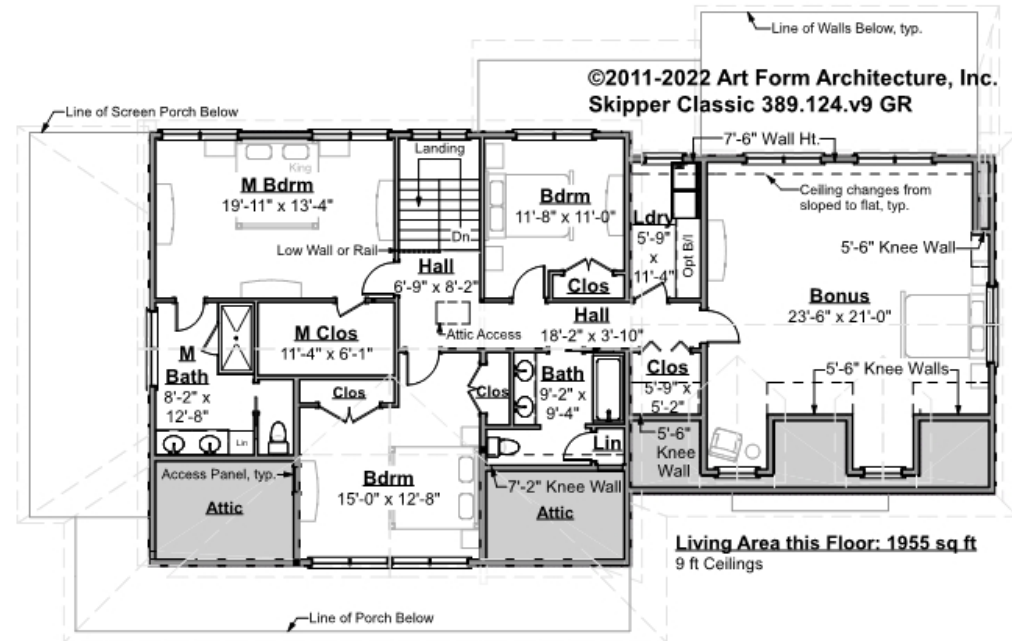 Line of Walls Below, typ.
©2011-2022 Art Form Architecture, Inc.
Skipper Classic 389.124.v9 GR
Line of Screen Porch Below
7'-6" Wall Ht.
Landing
King
M Bdrm
19'-11" x 13'-4"
Bdrm
11'-8" x 11'-0"
Ceiling changes from
sloped to flat, typ.
Ldry
5'-9"
x
11'-4"
Opt B/I
Dn
Low Wall or Rail
5'-6" Knee Wall
Hall
6'-9" x 8'-2"
Clos
Bonus
23'-6" x 21'-0"
Hall
18'-2" x 3'-10"
Attic Access
M Clos
11'-4" x 6'-1"
M
Bath
8'-2" x
12'-8"
Clos
Clos
Bath
9'-2" x
9'-4"
Clos
5'-9" x
5'-2"
5'-6" Knee Walls
Lin
Lin
5'-6"
Knee
Wall
Access Panel, typ.
Bdrm
15'-0" x 12'-8"
7'-2" Knee Wall
Attic
Attic
Living Area this Floor: 1955 sq ft
9 ft Ceilings
Line of Porch Below